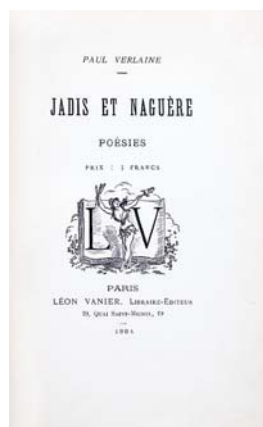 PAUL VERLAINE
JADIS ET NAGUÈRE
POÉSIES
PRIX : 3 FRANCS
L V
PARIS
LÉON VANIER, LIBRAIRE-ÉDITEUR
19, QUAI SAINT-MICHEL, 19
1884